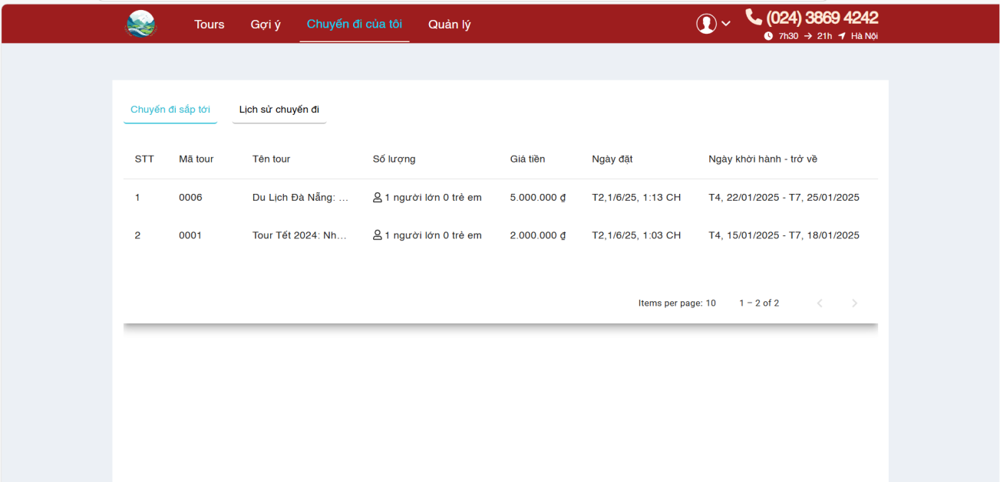 Tours Gợi ý Chuyến đi của tôi Quản lý (024) 3869 4242
7h30 → 21h Hà Nội
Chuyến đi sắp tới Lịch sử chuyến đi
STT Mã tour Tên tour Số lượng Giá tiền Ngày đặt Ngày khởi hành - trở về
1 0006 Du Lịch Đà Nẵng: ... 1 người lớn 0 trẻ em 5.000.000 ₫ T2,1/6/25, 1:13 CH T4, 22/01/2025 - T7, 25/01/2025
2 0001 Tour Tết 2024: Nh... 1 người lớn 0 trẻ em 2.000.000 ₫ T2,1/6/25, 1:03 CH T4, 15/01/2025 - T7, 18/01/2025
Items per page: 10 1 – 2 of 2